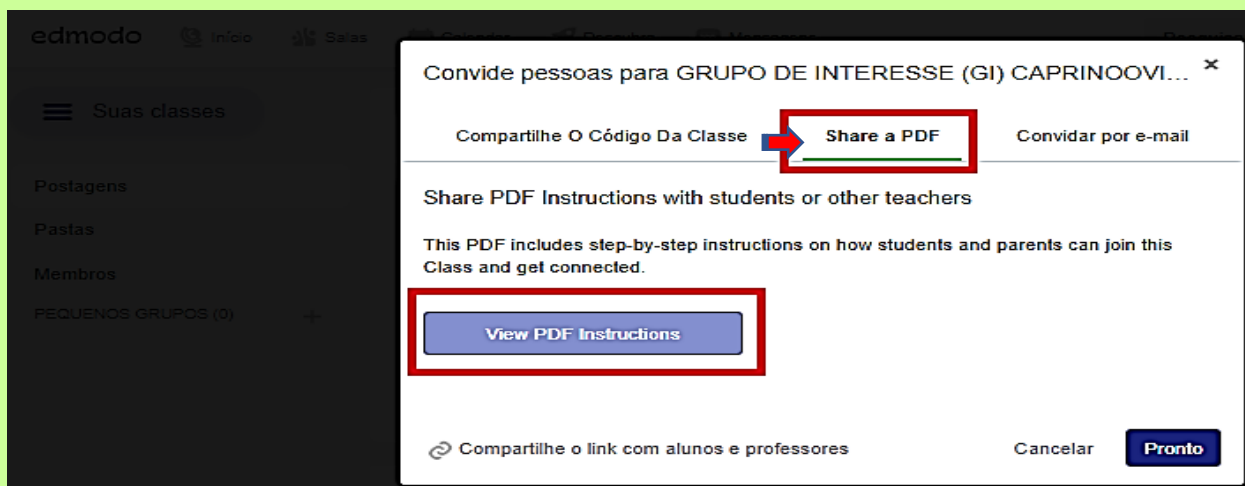 edmodo Início Salas
Convide pessoas para GRUPO DE INTERESSE (GI) CAPRINOOVI... ×
Suas classes
Compartilhe O Código Da Classe Share a PDF Convidar por e-mail
Postagens
Share PDF Instructions with students or other teachers
Pastas
This PDF includes step-by-step instructions on how students and parents can join this
Class and get connected.
Membros
PEQUENOS GRUPOS (0) +
View PDF Instructions
Compartilhe o link com alunos e professores Cancelar Pronto